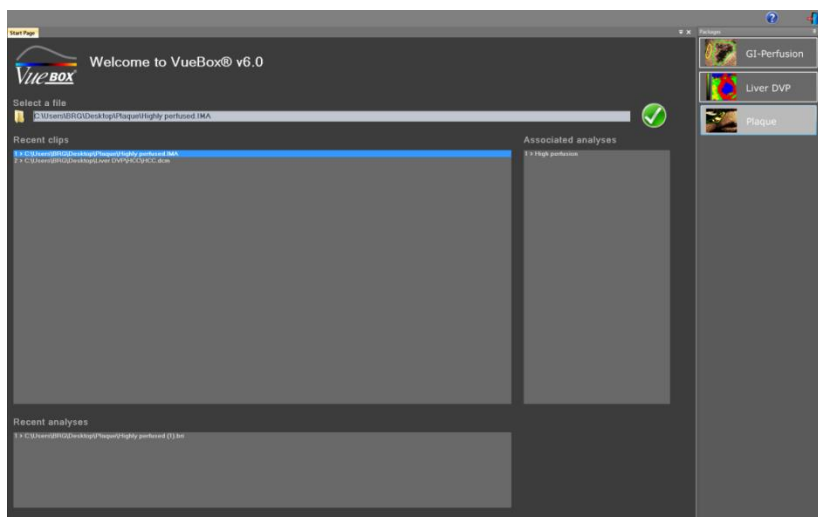 Start Page
Packages
VUEBOX
Welcome to VueBox® v6.0
Select a file
C:\Users\BRG\Desktop\Plaque\Highly perfused.IMA
Recent clips
1 > C:\Users\BRG\Desktop\Plaque\Highly perfused.IMA
2 > C:\Users\BRG\Desktop\Liver DVP\HCC\HCC.dcm
Associated analyses
1 > High perfusion
Recent analyses
1 > C:\Users\BRG\Desktop\Plaque\Highly perfused (1).bri
GI-Perfusion
Liver DVP
Plaque